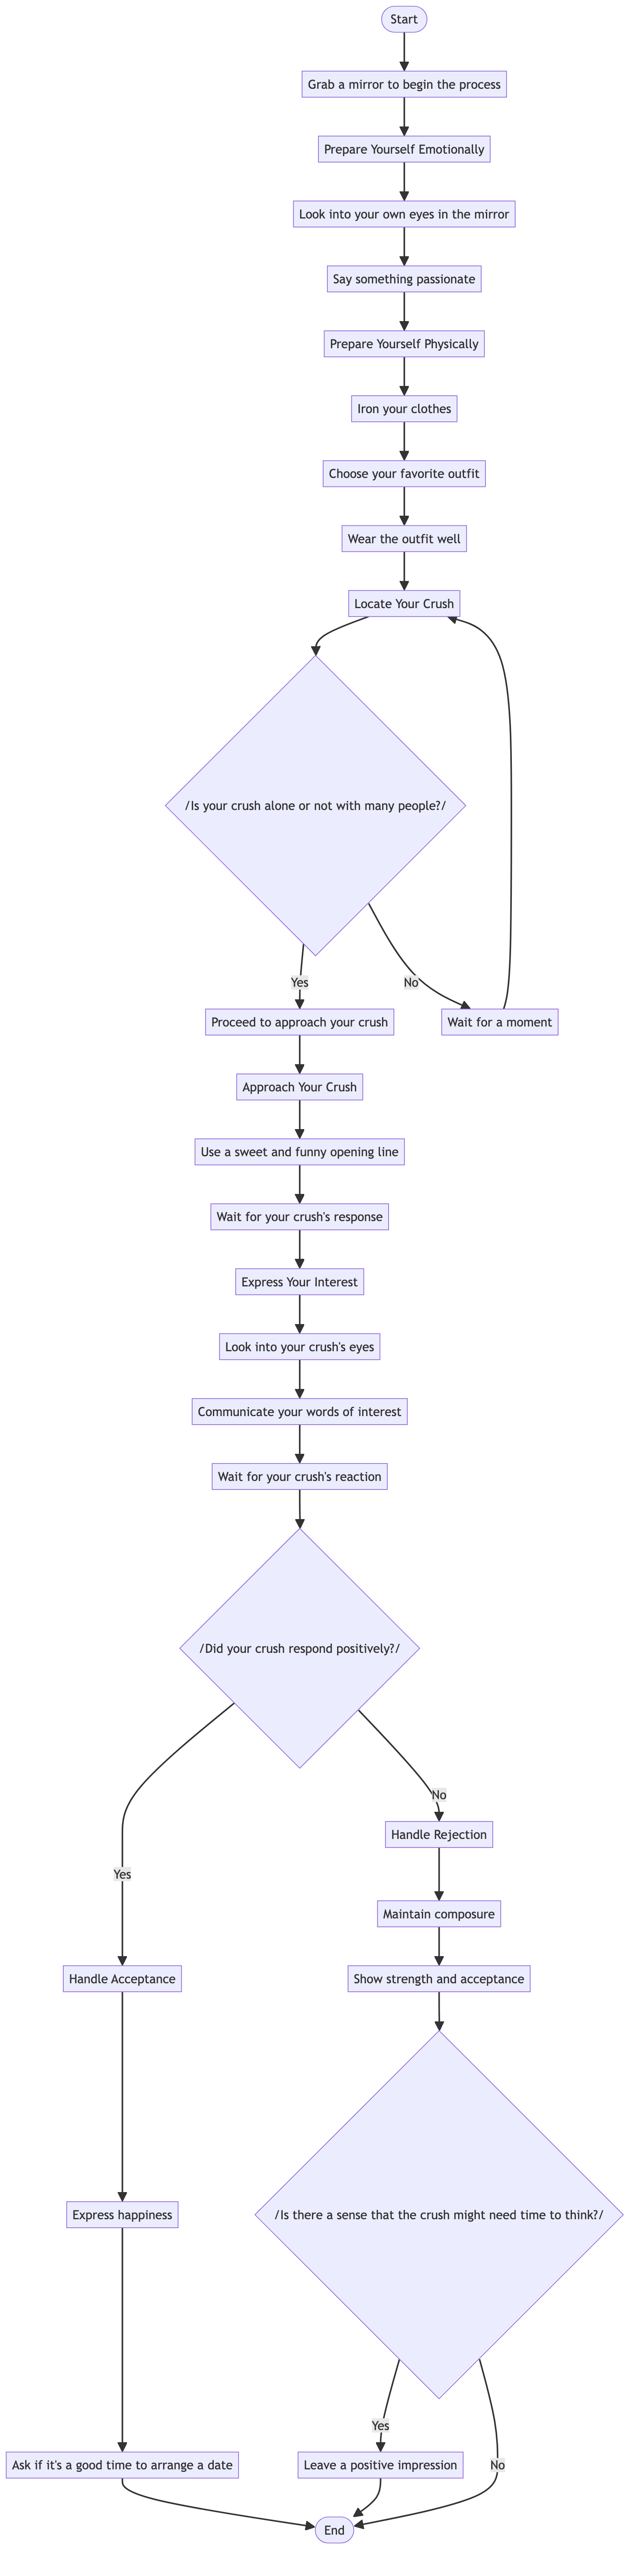 Start
Grab a mirror to begin the process
Prepare Yourself Emotionally
Look into your own eyes in the mirror
Say something passionate
Prepare Yourself Physically
Iron your clothes
Choose your favorite outfit
Wear the outfit well
Locate Your Crush
/Is your crush alone or not with many people?/
Yes
No
Proceed to approach your crush
Wait for a moment
Approach Your Crush
Use a sweet and funny opening line
Wait for your crush's response
Express Your Interest
Look into your crush's eyes
Communicate your words of interest
Wait for your crush's reaction
/Did your crush respond positively?/
No
Handle Rejection
Yes
Maintain composure
Handle Acceptance
Show strength and acceptance
Express happiness
/Is there a sense that the crush might need time to think?/
Yes
No
Ask if it's a good time to arrange a date
Leave a positive impression
End